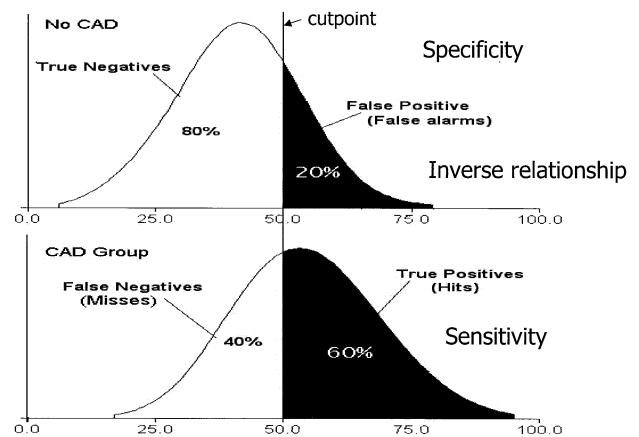 No CAD
cutpoint
Specificity
True Negatives
False Positive
(False alarms)
80%
20%
Inverse relationship
0.0 25.0 50.0 75.0 100.0
CAD Group
False Negatives
(Misses)
True Positives
(Hits)
40%
60%
Sensitivity
0.0 25.0 50.0 75.0 100.0